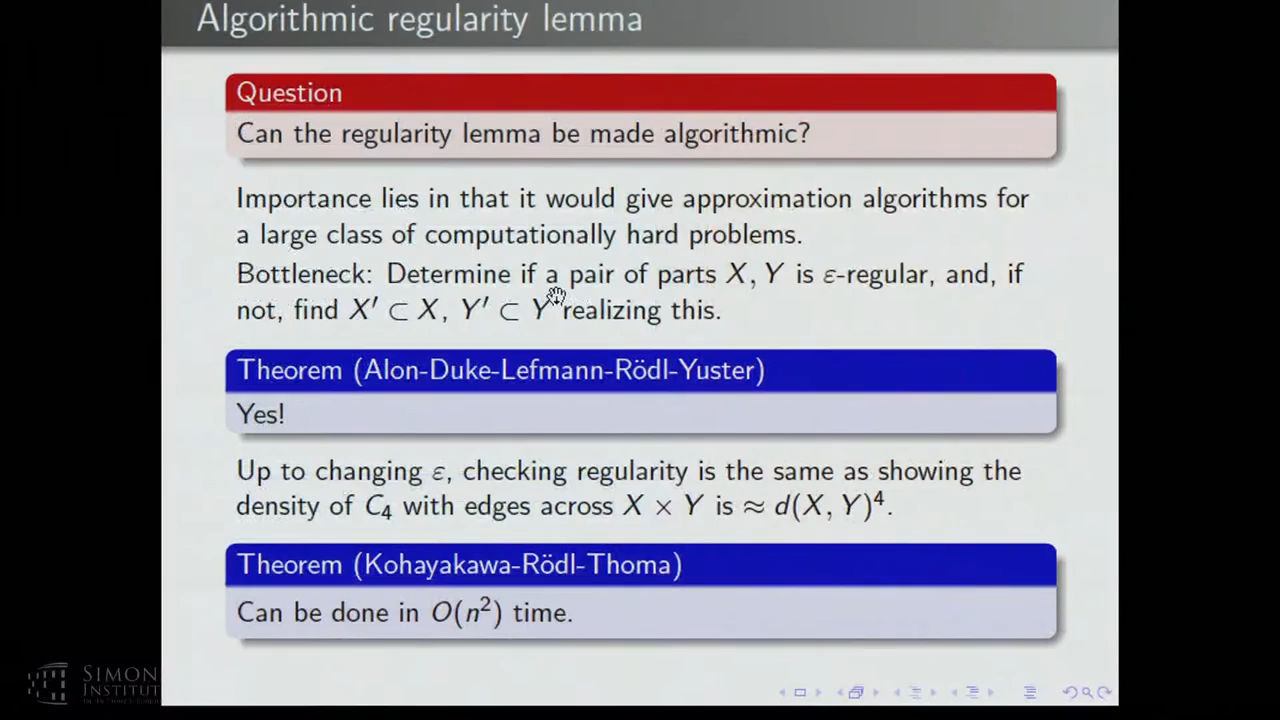 Algorithmic regularity lemma
Question
Can the regularity lemma be made algorithmic?
Importance lies in that it would give approximation algorithms for
a large class of computationally hard problems.
Bottleneck: Determine if a pair of parts X, Y is ε-regular, and, if
not, find X′ ⊂ X, Y′ ⊂ Y realizing this.
Theorem (Alon-Duke-Lefmann-Rödl-Yuster)
Yes!
Up to changing ε, checking regularity is the same as showing the
density of C₄ with edges across X × Y is ≈ d(X, Y)⁴.
Theorem (Kohayakawa-Rödl-Thoma)
Can be done in O(n²) time.
SIMON
INSTITUT